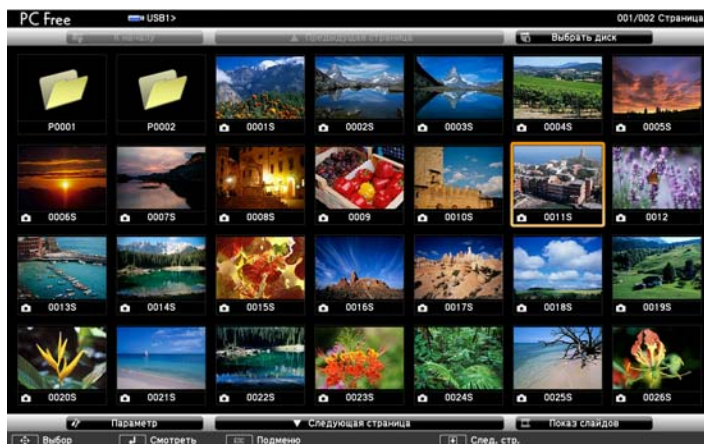 PC Free USB1> 001/002 Страница
К началу Предыдущая страница Выбрать диск
P0001 P0002 0001S 0002S 0003S 0004S 0005S
0006S 0007S 0008S 0009 0010S 0011S 0012
0013S 0014S 0015S 0016S 0017S 0018S 0019S
0020S 0021S 0022S 0023S 0024S 0025S 0026S
Параметр Следующая страница Показ слайдов
Выбор Смотреть Esc Подменю След. стр.